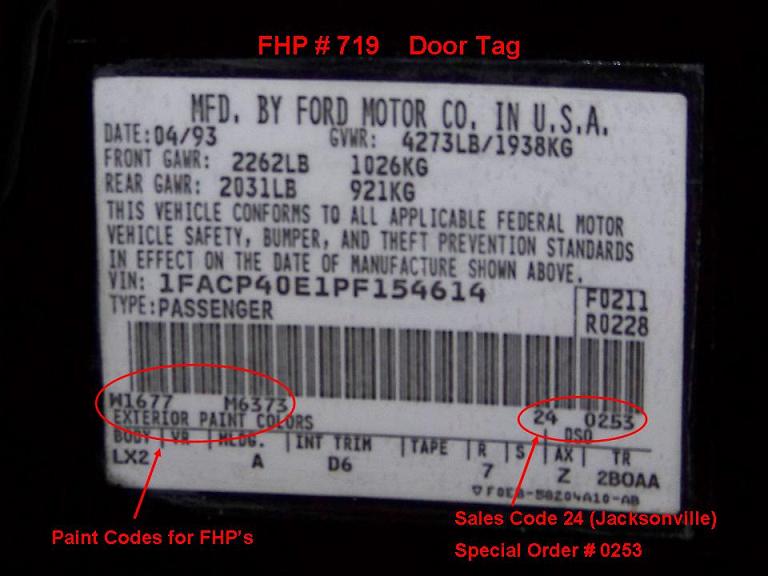 FHP # 719 Door Tag
MFD. BY FORD MOTOR CO. IN U.S.A.
DATE:04/93 GVWR: 4273LB/1938KG
FRONT GAWR: 2262LB 1026KG
REAR GAWR: 2031LB 921KG
THIS VEHICLE CONFORMS TO ALL APPLICABLE FEDERAL MOTOR
VEHICLE SAFETY, BUMPER, AND THEFT PREVENTION STANDARDS
IN EFFECT ON THE DATE OF MANUFACTURE SHOWN ABOVE.
VIN: 1FACP40E1PF154614 F0211
TYPE:PASSENGER R0228
W1677 M6373 24 0253
EXTERIOR PAINT COLORS DSO
BODY VR MLDG. INT TRIM TAPE R S AX TR
LX2 A D6 7 Z 2B0AA
F0EB-58204A10-AB
Paint Codes for FHP's
Sales Code 24 (Jacksonville)
Special Order # 0253